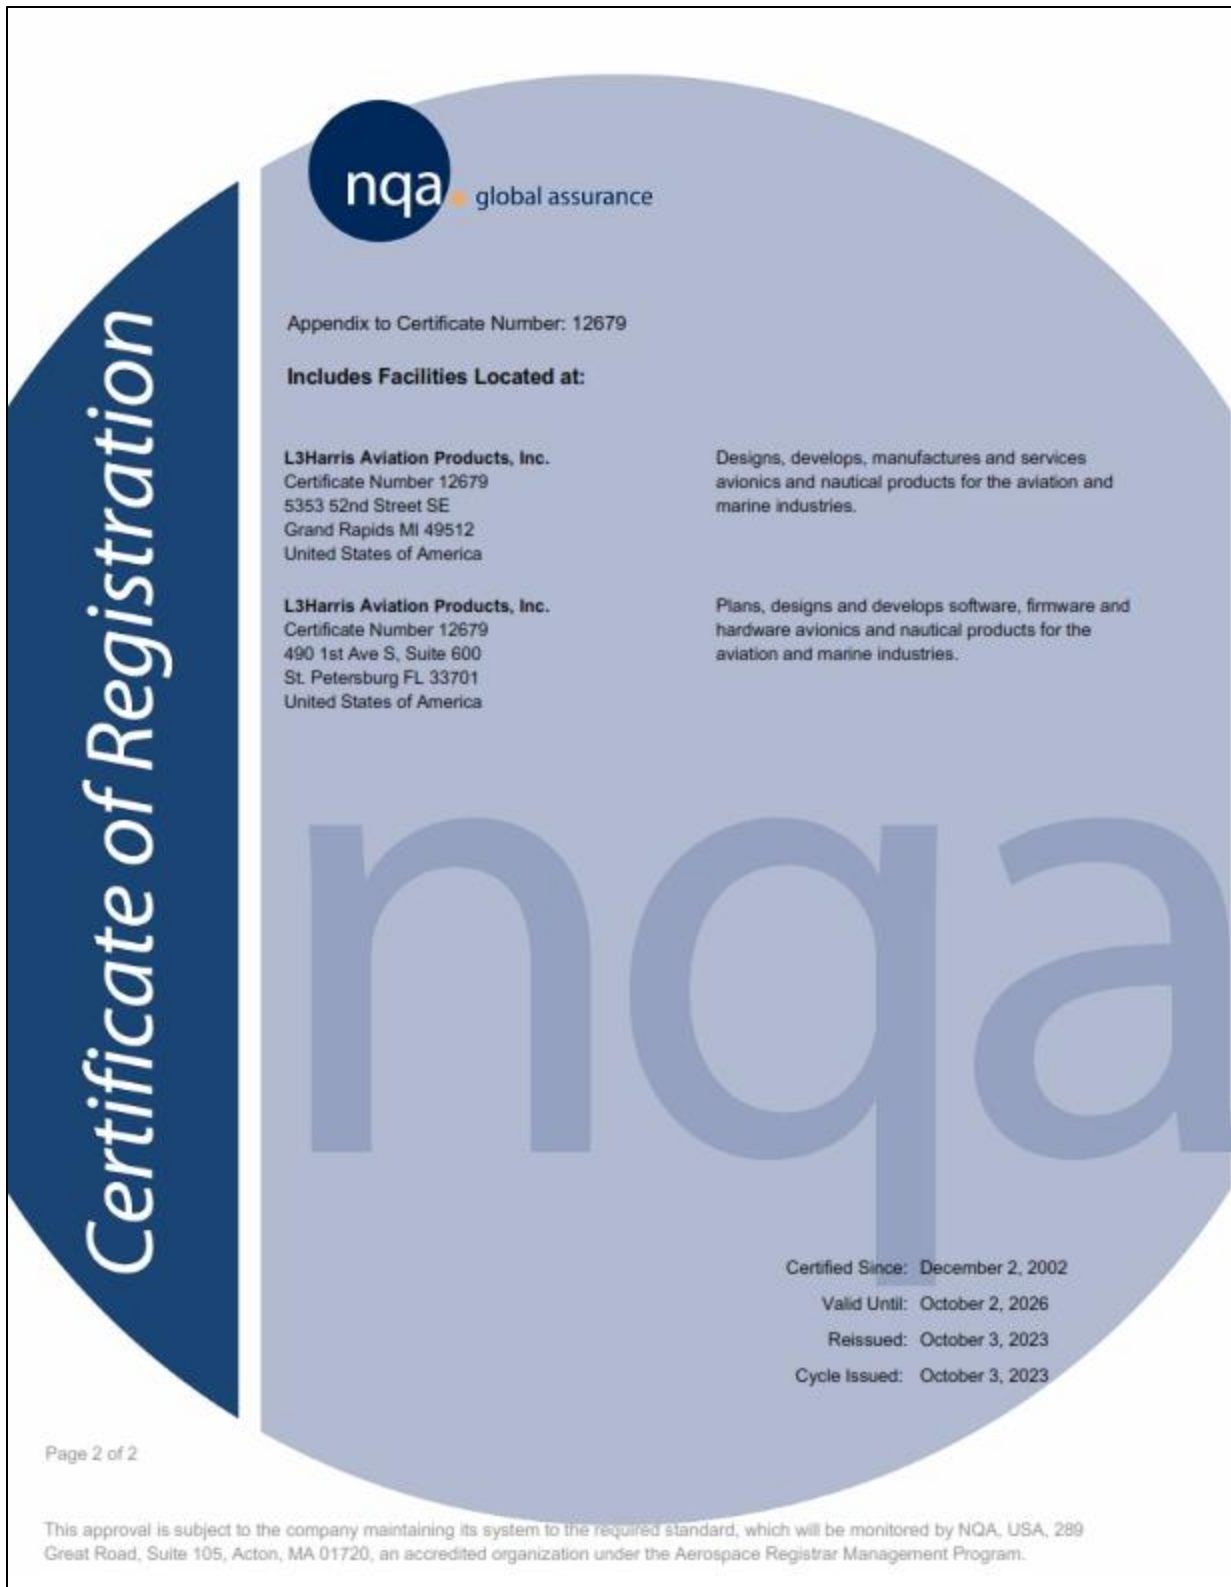 nqa. global assurance
Certificate of Registration
Appendix to Certificate Number: 12679
Includes Facilities Located at:
L3Harris Aviation Products, Inc.
Certificate Number 12679
5353 52nd Street SE
Grand Rapids MI 49512
United States of America
Designs, develops, manufactures and services
avionics and nautical products for the aviation and
marine industries.
L3Harris Aviation Products, Inc.
Certificate Number 12679
490 1st Ave S, Suite 600
St. Petersburg FL 33701
United States of America
Plans, designs and develops software, firmware and
hardware avionics and nautical products for the
aviation and marine industries.
nqa
Certified Since: December 2, 2002
Valid Until: October 2, 2026
Reissued: October 3, 2023
Cycle Issued: October 3, 2023
Page 2 of 2
This approval is subject to the company maintaining its system to the required standard, which will be monitored by NQA, USA, 289
Great Road, Suite 105, Acton, MA 01720, an accredited organization under the Aerospace Registrar Management Program.